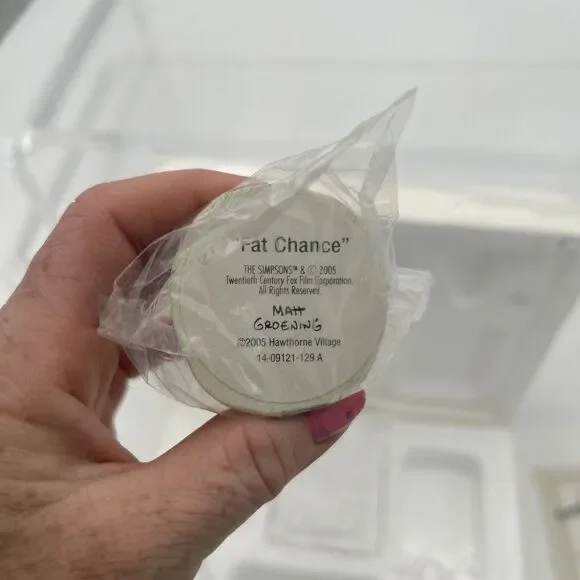 "Fat Chance"
THE SIMPSONS™ & © 2005
Twentieth Century Fox Film Corporation.
All Rights Reserved.
MATT
GROENING
©2005 Hawthorne Village
14-09121-129 A